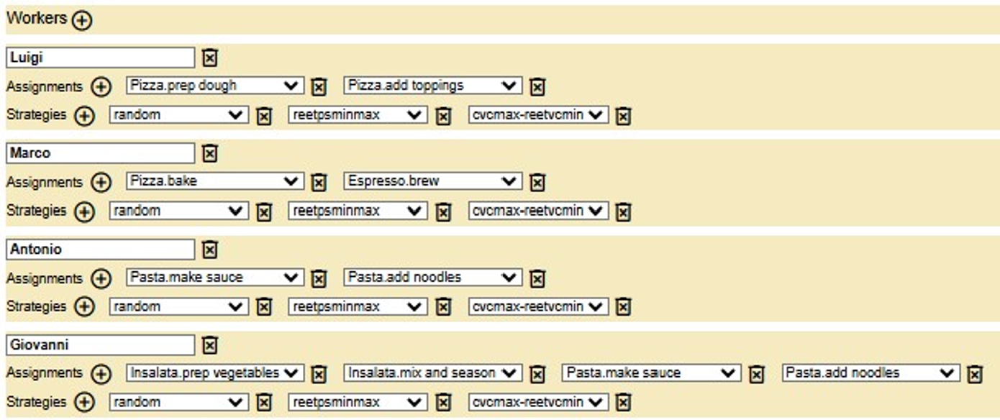 Workers
Luigi
Assignments Pizza.prep dough Pizza.add toppings
Strategies random reetpsminmax cvcmax-reetvcmin
Marco
Assignments Pizza.bake Espresso.brew
Strategies random reetpsminmax cvcmax-reetvcmin
Antonio
Assignments Pasta.make sauce Pasta.add noodles
Strategies random reetpsminmax cvcmax-reetvcmin
Giovanni
Assignments Insalata.prep vegetables Insalata.mix and season Pasta.make sauce Pasta.add noodles
Strategies random reetpsminmax cvcmax-reetvcmin